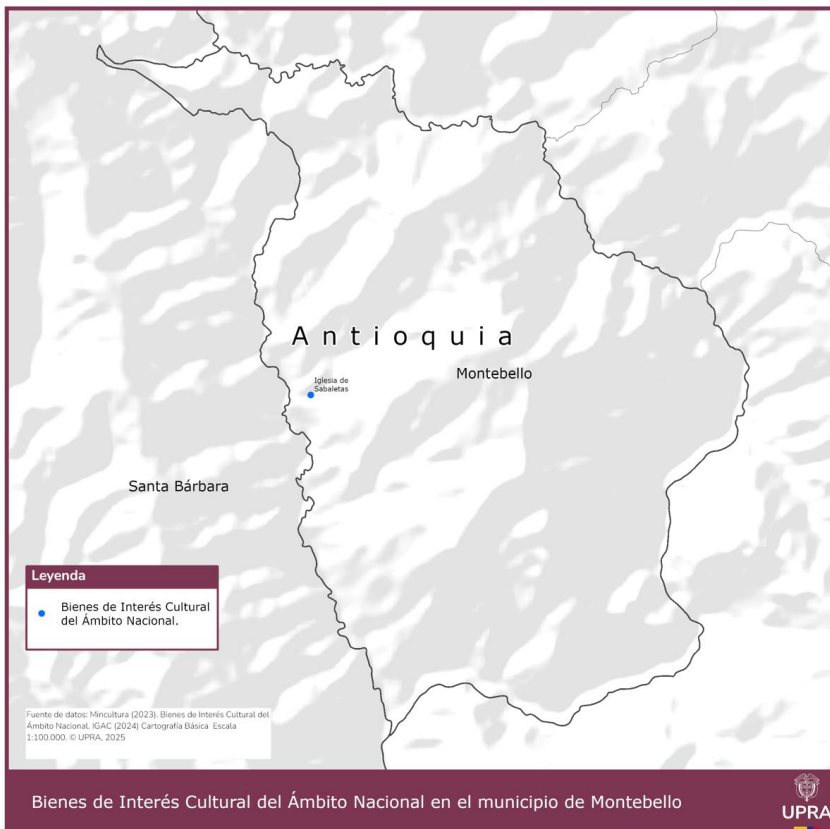 Antioquia
Iglesia de
Sabaletas
Montebello
Santa Bárbara
Leyenda
Bienes de Interés Cultural
del Ámbito Nacional.
Fuente de datos: Mincultura (2023), Bienes de Interés Cultural del
Ámbito Nacional. IGAC (2024) Cartografía Básica Escala
1:100.000. © UPRA, 2025
Bienes de Interés Cultural del Ámbito Nacional en el municipio de Montebello
UPRA